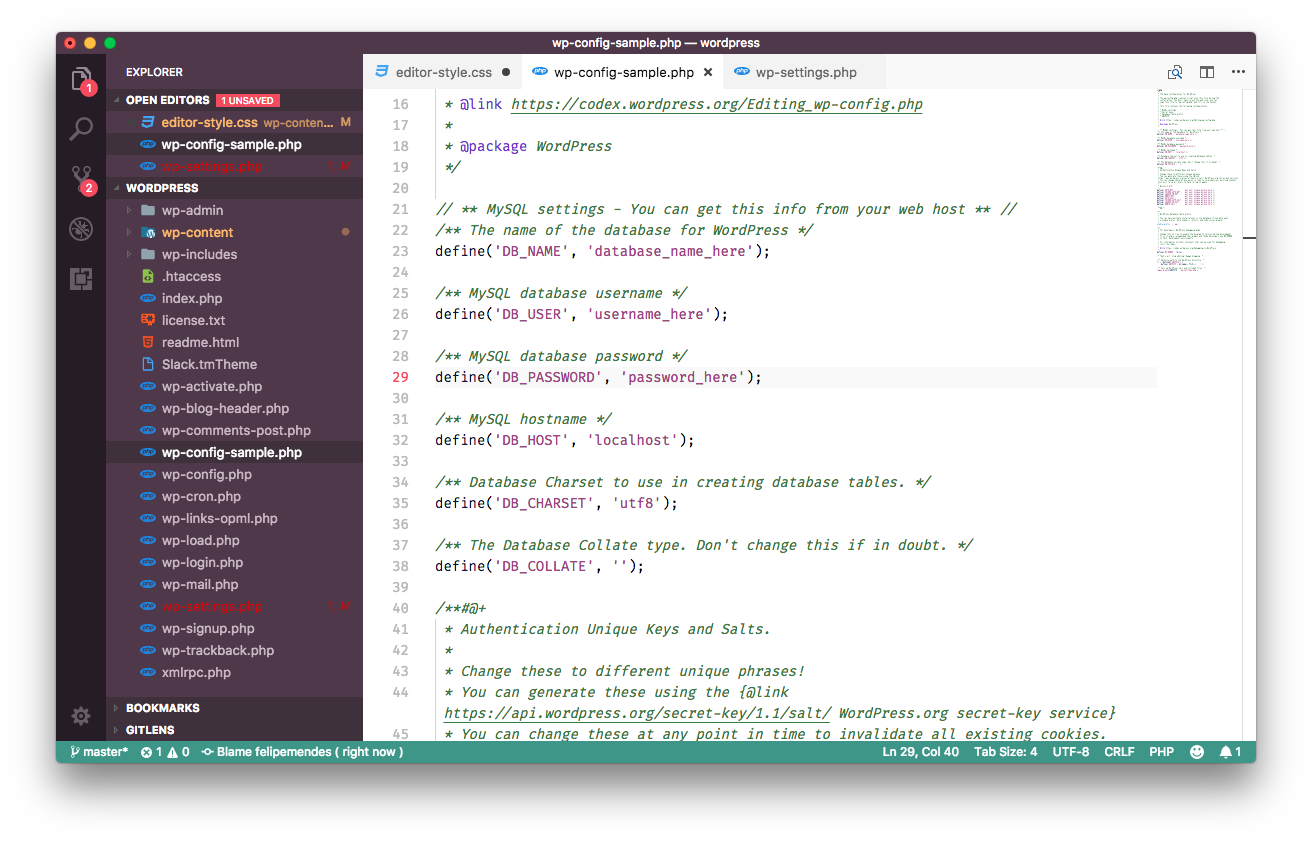 wp-config-sample.php — wordpress
EXPLORER
OPEN EDITORS 1 UNSAVED
editor-style.css wp-conten... M
wp-config-sample.php
wp-settings.php 1, M
WORDPRESS
wp-admin
wp-content
wp-includes
.htaccess
index.php
license.txt
readme.html
Slack.tmTheme
wp-activate.php
wp-blog-header.php
wp-comments-post.php
wp-config-sample.php
wp-config.php
wp-cron.php
wp-links-opml.php
wp-load.php
wp-login.php
wp-mail.php
wp-settings.php 1, M
wp-signup.php
wp-trackback.php
xmlrpc.php
BOOKMARKS
GITLENS
1
2
editor-style.css
php wp-config-sample.php
php wp-settings.php
16 * @link https://codex.wordpress.org/Editing_wp-config.php
17 *
18 * @package WordPress
19 */
20
21 // ** MySQL settings - You can get this info from your web host ** //
22 /** The name of the database for WordPress */
23 define('DB_NAME', 'database_name_here');
24
25 /** MySQL database username */
26 define('DB_USER', 'username_here');
27
28 /** MySQL database password */
29 define('DB_PASSWORD', 'password_here');
30
31 /** MySQL hostname */
32 define('DB_HOST', 'localhost');
33
34 /** Database Charset to use in creating database tables. */
35 define('DB_CHARSET', 'utf8');
36
37 /** The Database Collate type. Don't change this if in doubt. */
38 define('DB_COLLATE', '');
39
40 /**#@+
41 * Authentication Unique Keys and Salts.
42 *
43 * Change these to different unique phrases!
44 * You can generate these using the {@link
https://api.wordpress.org/secret-key/1.1/salt/ WordPress.org secret-key service}
45 * You can change these at any point in time to invalidate all existing cookies.
master* 1 0 Blame felipemendes ( right now ) Ln 29, Col 40 Tab Size: 4 UTF-8 CRLF PHP 1